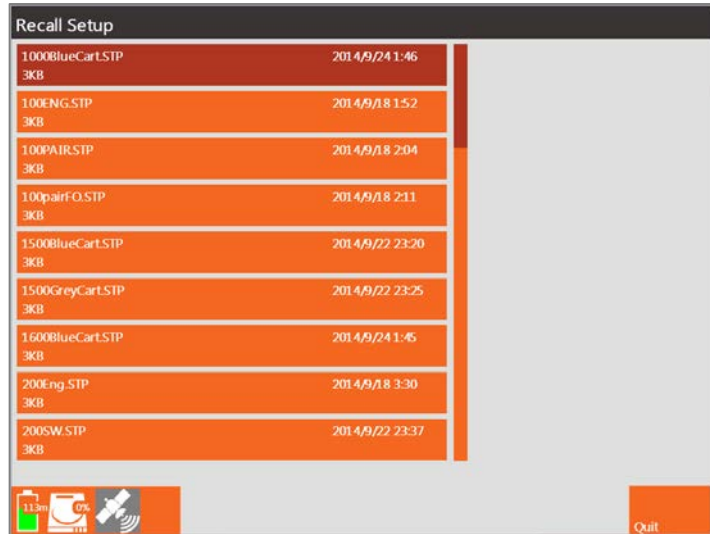 Recall Setup
1000BlueCart.STP 2014/9/24 1:46
3KB
100ENG.STP 2014/9/18 1:52
3KB
100PAIR.STP 2014/9/18 2:04
3KB
100pairFO.STP 2014/9/18 2:11
3KB
1500BlueCart.STP 2014/9/22 23:20
3KB
1500GreyCart.STP 2014/9/22 23:25
3KB
1600BlueCart.STP 2014/9/24 1:45
3KB
200Eng.STP 2014/9/18 3:30
3KB
200SW.STP 2014/9/22 23:37
3KB
113m 0%
Quit